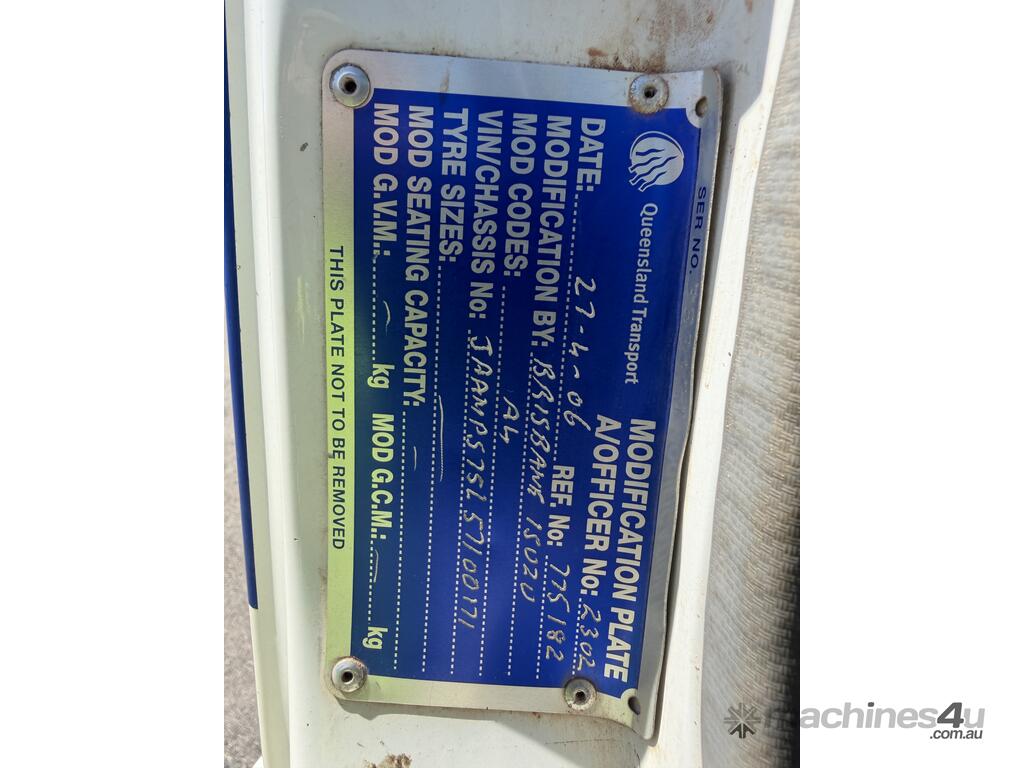 SER NO.
Queensland Transport
MODIFICATION PLATE
A/OFFICER No: 2302
DATE: 27-4-06 REF. No: 775182
MODIFICATION BY: BRISBANE ISUZU
MOD CODES: A4
VIN/CHASSIS No: JAANPS75L57100171
TYRE SIZES:
MOD SEATING CAPACITY: —
MOD G.V.M.: — kg MOD G.C.M.: — kg
THIS PLATE NOT TO BE REMOVED
machines4u
.com.au